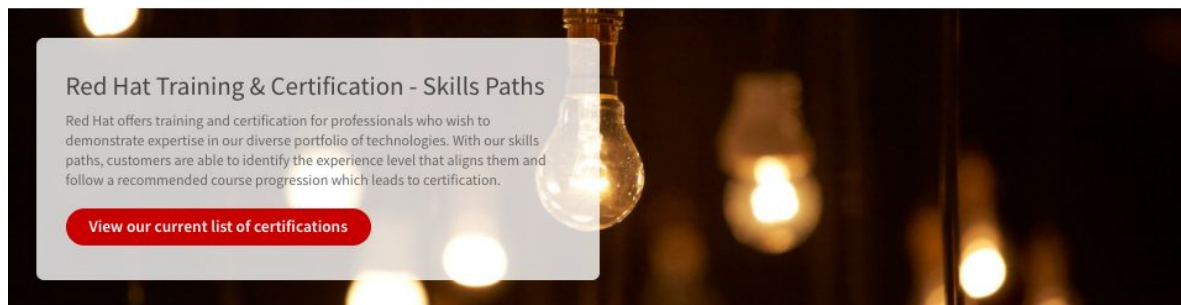 Red Hat Training & Certification - Skills Paths
Red Hat offers training and certification for professionals who wish to
demonstrate expertise in our diverse portfolio of technologies. With our skills
paths, customers are able to identify the experience level that aligns them and
follow a recommended course progression which leads to certification.
View our current list of certifications